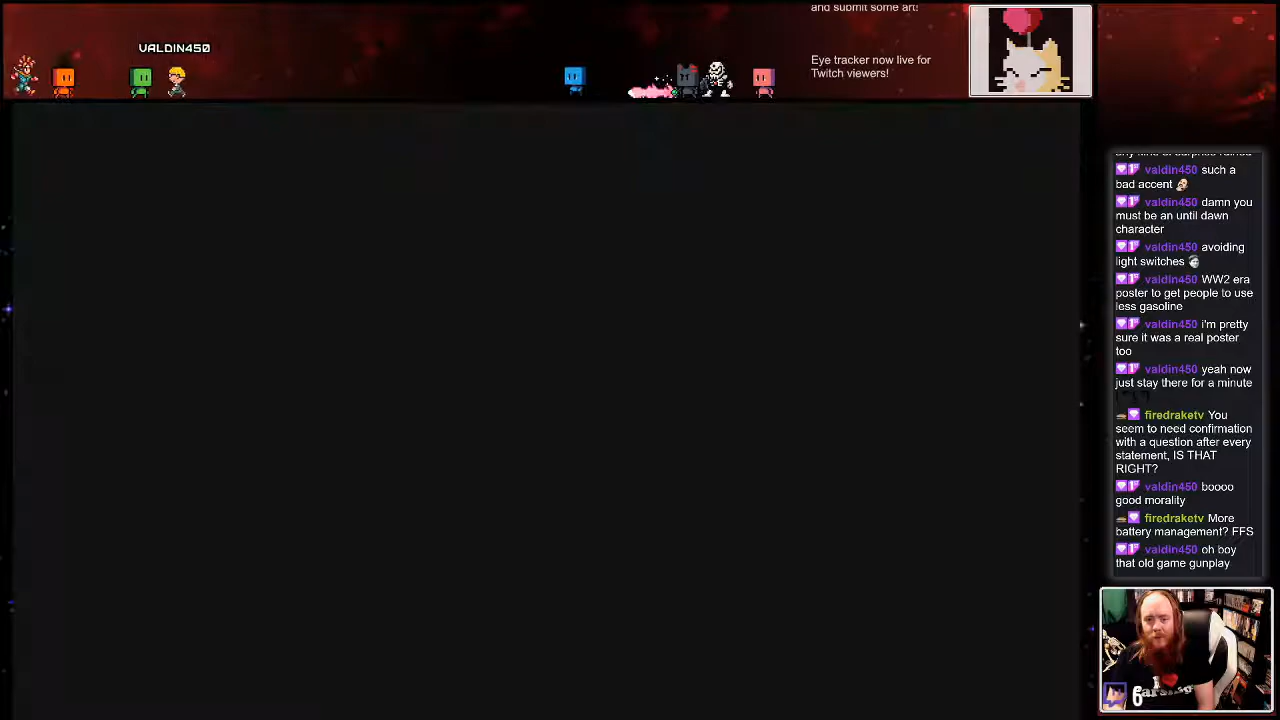 and submit some art!
VALDIN450
Eye tracker now live for
Twitch viewers!
valdin450 such a
bad accent
valdin450 damn you
must be an until dawn
character
valdin450 avoiding
light switches
valdin450 WW2 era
poster to get people to use
less gasoline
valdin450 i'm pretty
sure it was a real poster
too
valdin450 yeah now
just stay there for a minute
firedraketv You
seem to need confirmation
with a question after every
statement, IS THAT
RIGHT?
valdin450 boooo
good morality
firedraketv More
battery management? FFS
valdin450 oh boy
that old game gunplay